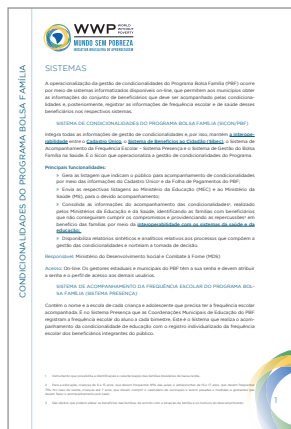 WWP WORLD WITHOUT POVERTY
MUNDO SEM POBREZA
INICIATIVA BRASILEIRA DE APRENDIZAGEM
CONDICIONALIDADES DO PROGRAMA BOLSA FAMÍLIA
SISTEMAS
A operacionalização da gestão de condicionalidades do Programa Bolsa Família (PBF) ocorre
por meio de sistemas informatizados disponíveis on-line, que permitem aos municípios obter
as informações do conjunto de beneficiários que deve ser acompanhado pelas condicionali-
dades e, posteriormente, registrar as informações de frequência escolar e de saúde desses
beneficiários nos respectivos sistemas.
SISTEMA DE CONDICIONALIDADES DO PROGRAMA BOLSA FAMÍLIA (SICON/PBF)
Integra todas as informações de gestão de condicionalidades e, por isso, mantém a interope-
rabilidade entre o Cadastro Único, o Sistema de Benefícios ao Cidadão (Sibec), o Sistema de
Acompanhamento da Frequência Escolar - Sistema Presença e o Sistema de Gestão do Bolsa
Família na Saúde. É o Sicon que operacionaliza a gestão de condicionalidades do Programa.
Principais funcionalidades:
> Gera as listagens que indicam o público para acompanhamento de condicionalidades
por meio das informações do Cadastro Único¹ e da Folha de Pagamentos do PBF;
> Envia as respectivas listagens ao Ministério da Educação (MEC) e ao Ministério da
Saúde (MS), para o devido acompanhamento;
> Consolida as informações do acompanhamento das condicionalidades², realizado
pelos Ministérios da Educação e da Saúde, identificando as famílias com beneficiários
que não conseguiram cumprir os compromissos e providenciando as repercussões³ em
benefício das famílias por meio da interoperabilidade com os sistemas da saúde e da
educação;
> Disponibiliza relatórios sintéticos e analíticos relativos aos processos que compõem a
gestão das condicionalidades e norteiam a tomada de decisão.
Responsável: Ministério do Desenvolvimento Social e Combate à Fome (MDS)
Acesso: On-line. Os gestores estaduais e municipais do PBF têm a sua senha e devem atribuir
a senha e o perfil de acesso aos demais usuários.
SISTEMA DE ACOMPANHAMENTO DA FREQUÊNCIA ESCOLAR DO PROGRAMA BOL-
SA FAMÍLIA (SISTEMA PRESENÇA)
Contém o nome e a escola de cada criança e adolescente que precisa ter a frequência escolar
acompanhada. É no Sistema Presença que as Coordenações Municipais de Educação do PBF
registram a frequência escolar do aluno a cada bimestre. Este é o Sistema que realiza o acom-
panhamento da condicionalidade de educação com o registro individualizado da frequência
escolar dos beneficiários integrantes do público.
1